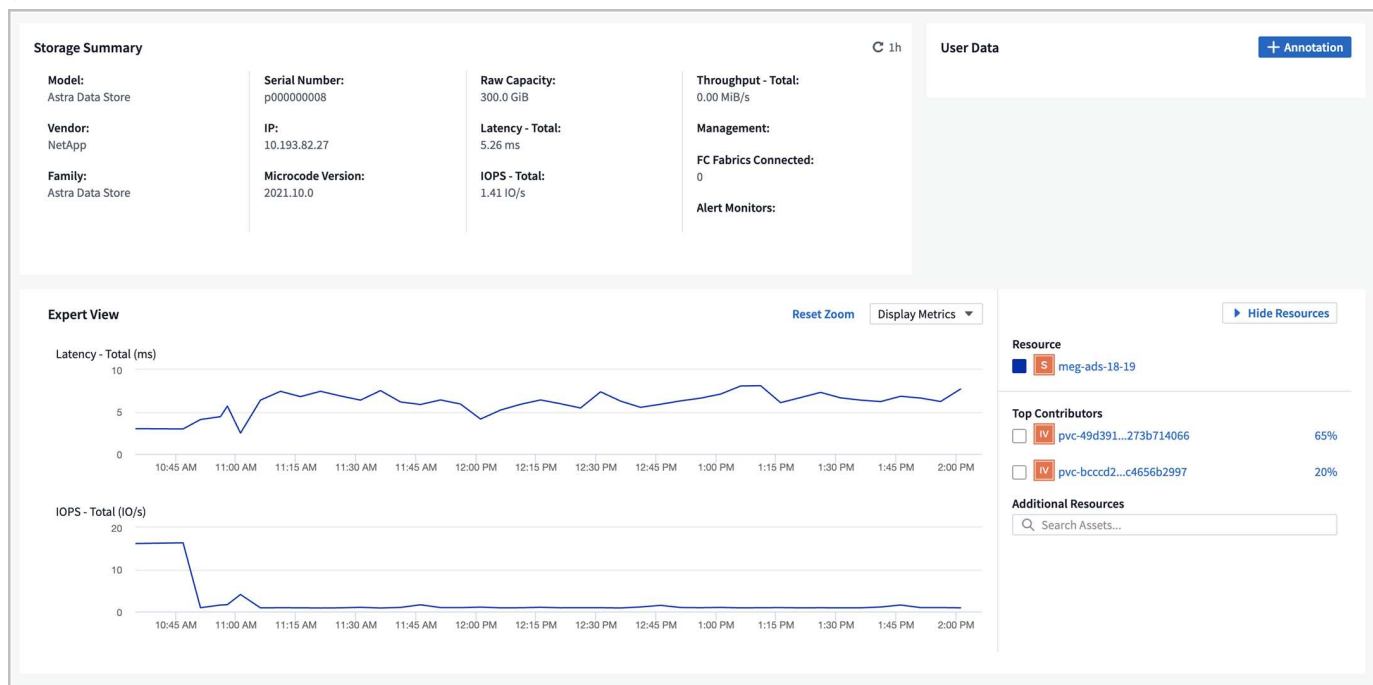 Storage Summary
1h
Model:
Astra Data Store
Vendor:
NetApp
Family:
Astra Data Store
Serial Number:
p000000008
IP:
10.193.82.27
Microcode Version:
2021.10.0
Raw Capacity:
300.0 GiB
Latency - Total:
5.26 ms
IOPS - Total:
1.41 IO/s
Throughput - Total:
0.00 MiB/s
Management:
FC Fabrics Connected:
0
Alert Monitors:
User Data
+ Annotation
Expert View
Reset Zoom
Display Metrics
Latency - Total (ms)
10
5
0
10:45 AM 11:00 AM 11:15 AM 11:30 AM 11:45 AM 12:00 PM 12:15 PM 12:30 PM 12:45 PM 1:00 PM 1:15 PM 1:30 PM 1:45 PM 2:00 PM
IOPS - Total (IO/s)
20
10
0
10:45 AM 11:00 AM 11:15 AM 11:30 AM 11:45 AM 12:00 PM 12:15 PM 12:30 PM 12:45 PM 1:00 PM 1:15 PM 1:30 PM 1:45 PM 2:00 PM
Hide Resources
Resource
S meg-ads-18-19
Top Contributors
IV pvc-49d391...273b714066 65%
IV pvc-bcccd2...c4656b2997 20%
Additional Resources
Search Assets...